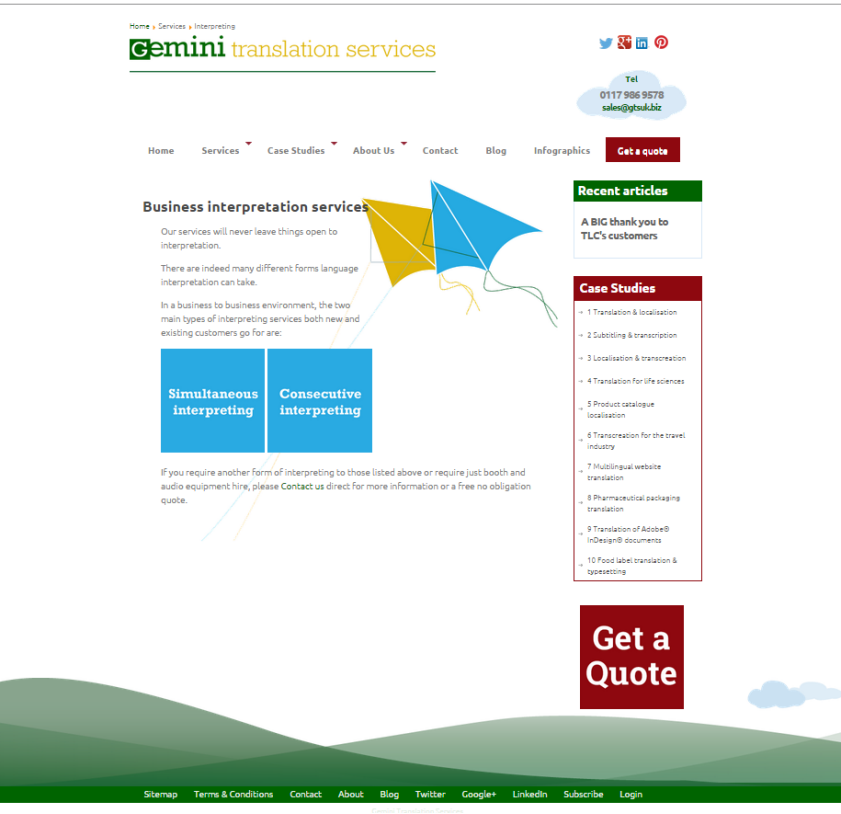 Home Services Interpreting
Gemini translation services
Tel
0117 986 9578
sales@gtsuk.biz
Home Services Case Studies About Us Contact Blog Infographics Get a quote
Business interpretation services
Our services will never leave things open to
interpretation.
There are indeed many different forms language
interpretation can take.
In a business to business environment, the two
main types of interpreting services both new and
existing customers go for are:
Simultaneous
interpreting
Consecutive
interpreting
If you require another form of interpreting to those listed above or require just booth and
audio equipment hire, please Contact us direct for more information or a free no obligation
quote.
Recent articles
A BIG thank you to
TLC's customers
Case Studies
1 Translation & localisation
2 Subtitling & transcription
3 Localisation & transcreation
4 Translation for life sciences
5 Product catalogue
localisation
6 Transcreation for the travel
industry
7 Multilingual website
translation
8 Pharmaceutical packaging
translation
9 Translation of Adobe®
InDesign® documents
10 Food label translation &
typesetting
Get a
Quote
Sitemap Terms & Conditions Contact About Blog Twitter Google+ LinkedIn Subscribe Login
Gemini Translation Services